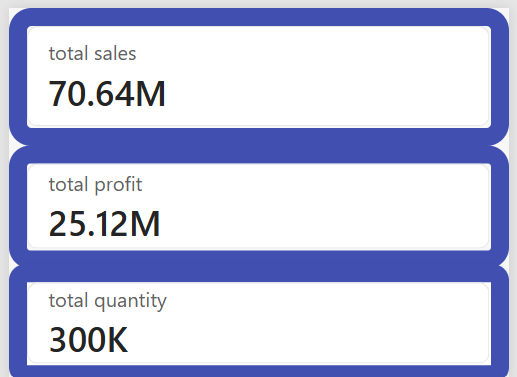 total sales
70.64M
total profit
25.12M
total quantity
300K